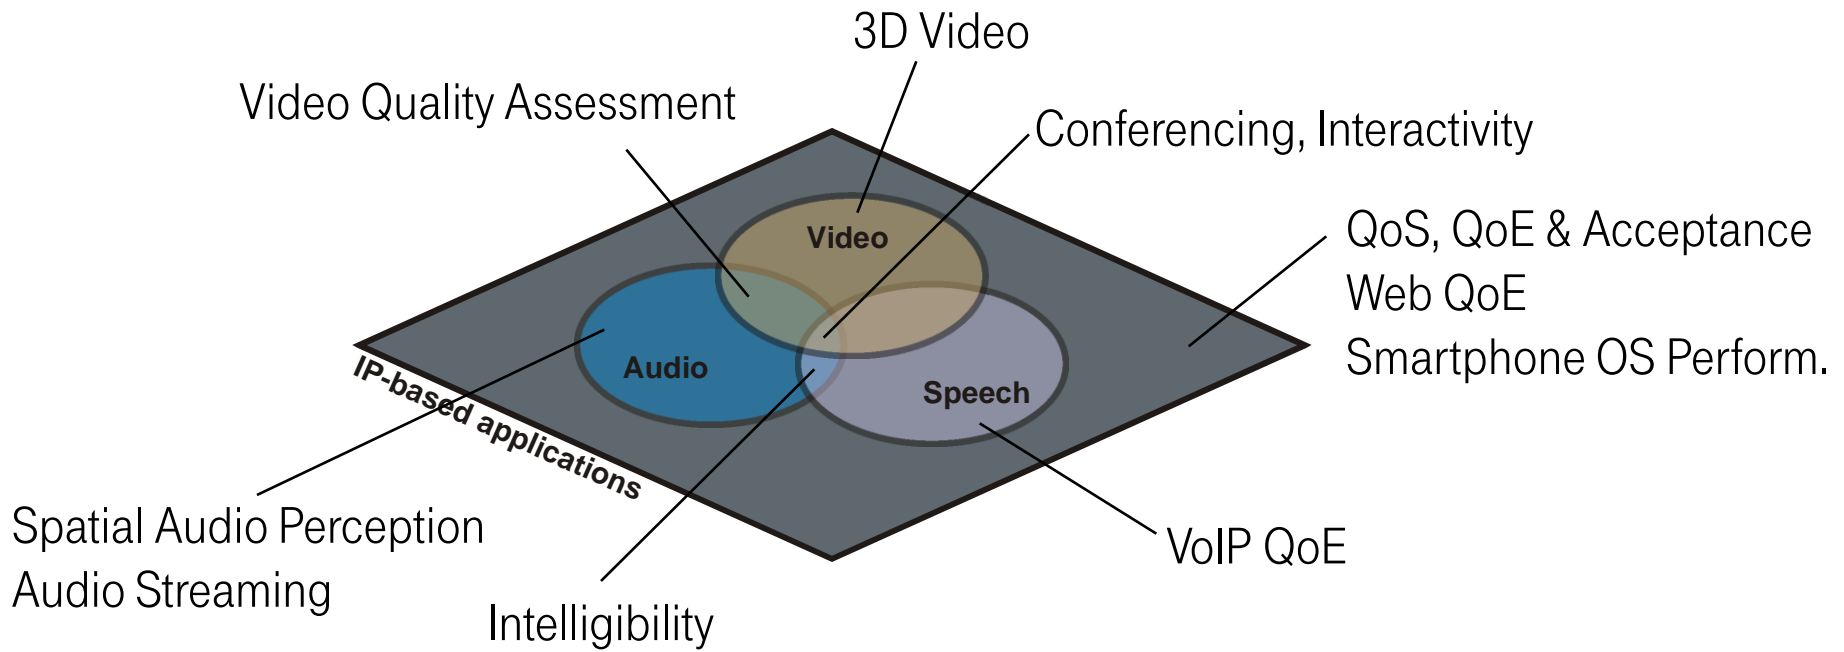 3D Video
Video Quality Assessment
Conferencing, Interactivity
QoS, QoE & Acceptance
Web QoE
Smartphone OS Perform.
Video
Audio
Speech
IP-based applications
Spatial Audio Perception
Audio Streaming
VoIP QoE
Intelligibility